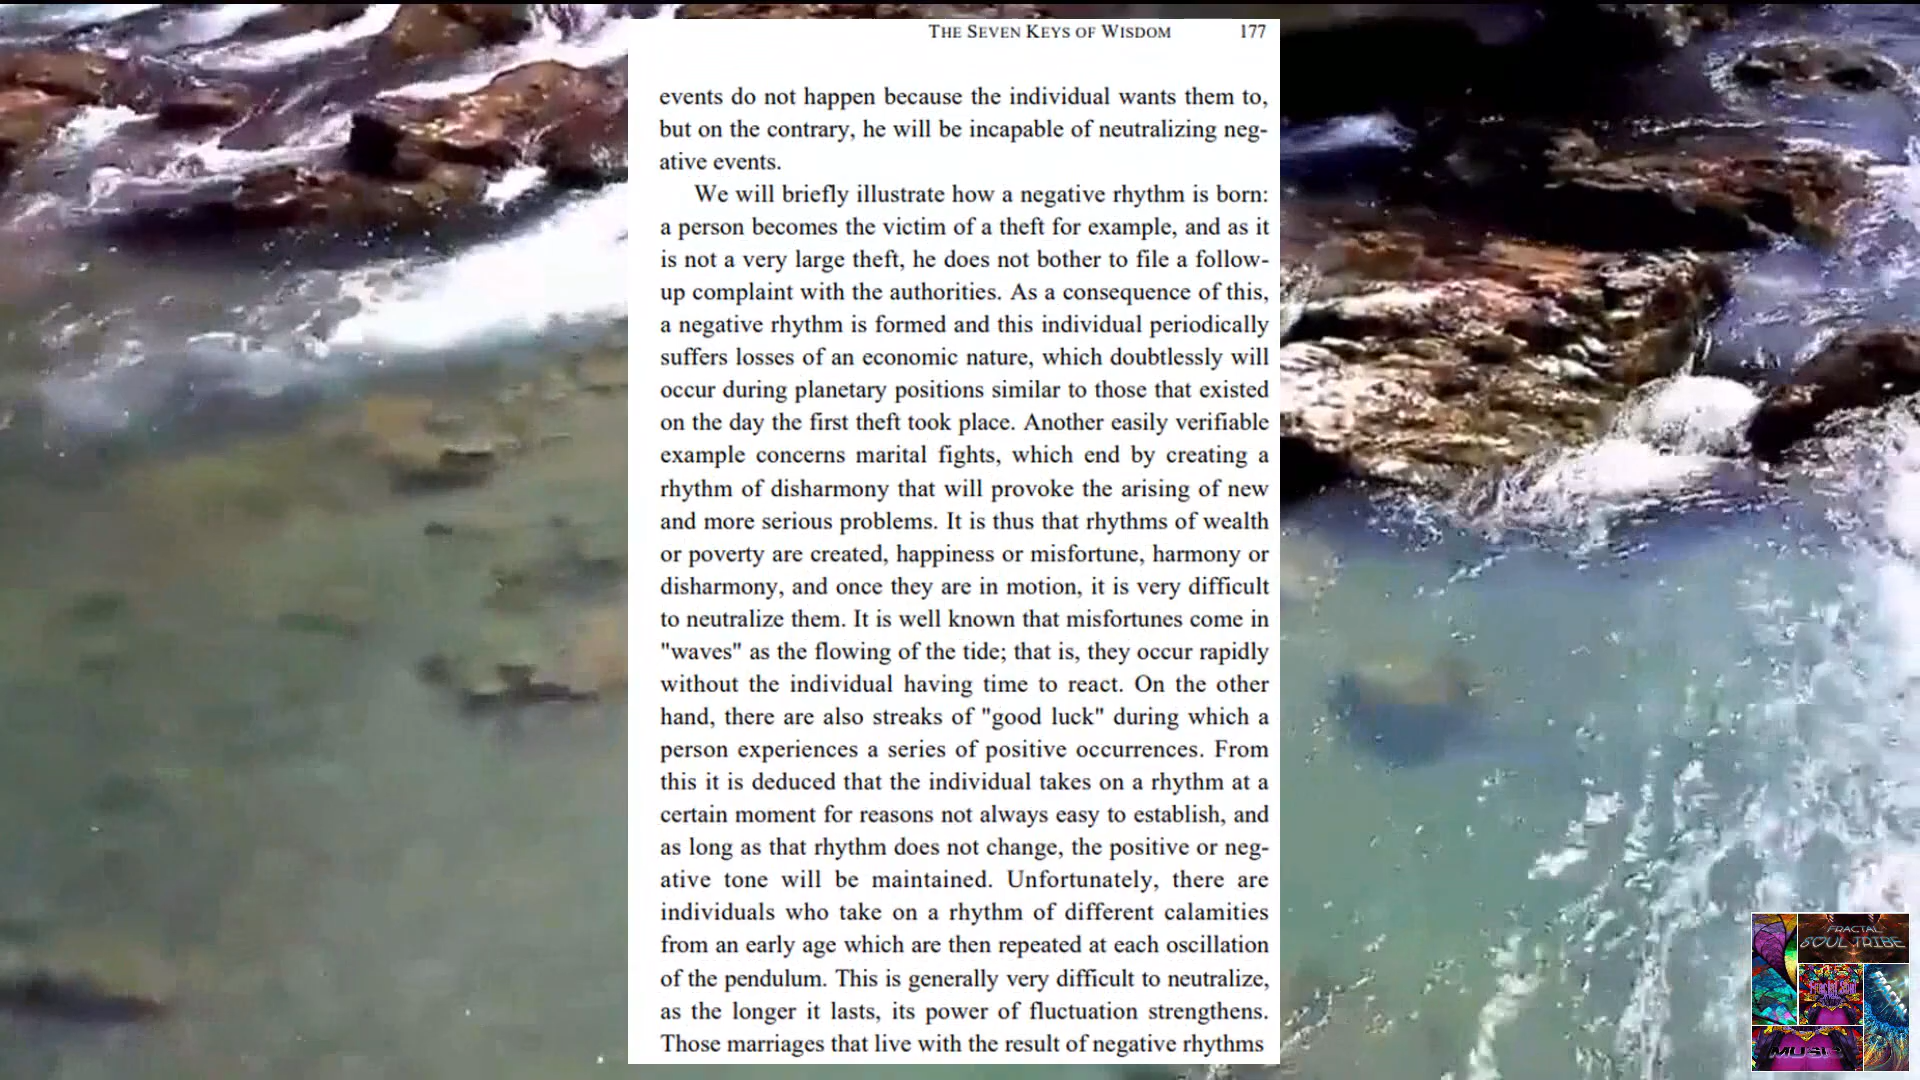 THE SEVEN KEYS OF WISDOM 177
events do not happen because the individual wants them to,
but on the contrary, he will be incapable of neutralizing neg-
ative events.
We will briefly illustrate how a negative rhythm is born:
a person becomes the victim of a theft for example, and as it
is not a very large theft, he does not bother to file a follow-
up complaint with the authorities. As a consequence of this,
a negative rhythm is formed and this individual periodically
suffers losses of an economic nature, which doubtlessly will
occur during planetary positions similar to those that existed
on the day the first theft took place. Another easily verifiable
example concerns marital fights, which end by creating a
rhythm of disharmony that will provoke the arising of new
and more serious problems. It is thus that rhythms of wealth
or poverty are created, happiness or misfortune, harmony or
disharmony, and once they are in motion, it is very difficult
to neutralize them. It is well known that misfortunes come in
"waves" as the flowing of the tide; that is, they occur rapidly
without the individual having time to react. On the other
hand, there are also streaks of "good luck" during which a
person experiences a series of positive occurrences. From
this it is deduced that the individual takes on a rhythm at a
certain moment for reasons not always easy to establish, and
as long as that rhythm does not change, the positive or neg-
ative tone will be maintained. Unfortunately, there are
individuals who take on a rhythm of different calamities
from an early age which are then repeated at each oscillation
of the pendulum. This is generally very difficult to neutralize,
as the longer it lasts, its power of fluctuation strengthens.
Those marriages that live with the result of negative rhythms
FRACTAL
SOUL TRIBE
Fractal Soul
MUSIC